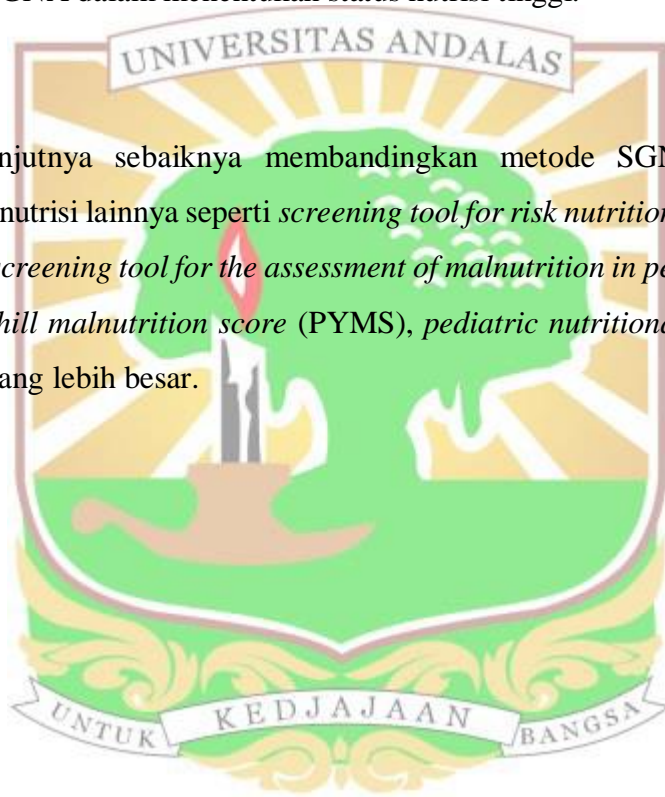 GNA dalam menentukan status nutrisi tinggi.
UNIVERSITAS ANDALAS
njutnya sebaiknya membandingkan metode SGN
nutrisi lainnya seperti screening tool for risk nutrition
screening tool for the assessment of malnutrition in pe
hill malnutrition score (PYMS), pediatric nutritiona
ang lebih besar.
UNTUK KEDJAJAAN BANGSA